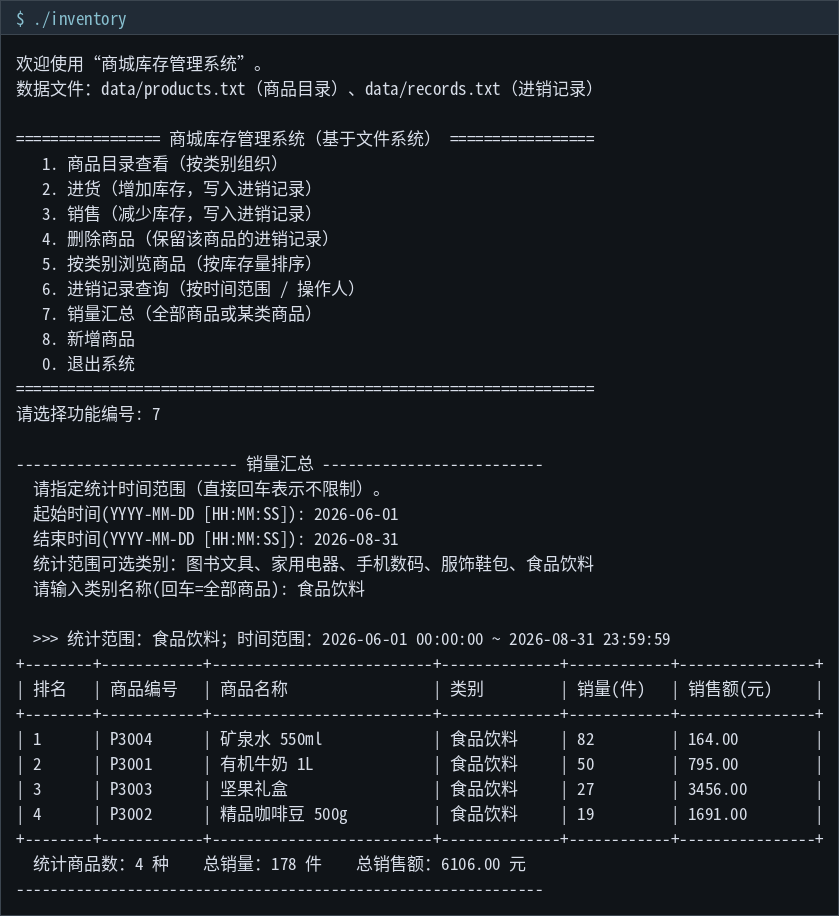 $ ./inventory
欢迎使用“商城库存管理系统”。
数据文件：data/products.txt（商品目录）、data/records.txt（进销记录）
================= 商城库存管理系统（基于文件系统） =================
1. 商品目录查看（按类别组织）
2. 进货（增加库存，写入进销记录）
3. 销售（减少库存，写入进销记录）
4. 删除商品（保留该商品的进销记录）
5. 按类别浏览商品（按库存量排序）
6. 进销记录查询（按时间范围 / 操作人）
7. 销量汇总（全部商品或某类商品）
8. 新增商品
0. 退出系统
====================================================================
请选择功能编号: 7
-------------------------- 销量汇总 --------------------------
请指定统计时间范围（直接回车表示不限制）。
起始时间(YYYY-MM-DD [HH:MM:SS]): 2026-06-01
结束时间(YYYY-MM-DD [HH:MM:SS]): 2026-08-31
统计范围可选类别：图书文具、家用电器、手机数码、服饰鞋包、食品饮料
请输入类别名称(回车=全部商品): 食品饮料
>>> 统计范围：食品饮料；时间范围：2026-06-01 00:00:00 ~ 2026-08-31 23:59:59
+--------+------------+--------------------------+--------------+------------+----------------+
| 排名   | 商品编号   | 商品名称                 | 类别         | 销量(件)   | 销售额(元)     |
+--------+------------+--------------------------+--------------+------------+----------------+
| 1      | P3004      | 矿泉水 550ml             | 食品饮料     | 82         | 164.00         |
| 2      | P3001      | 有机牛奶 1L              | 食品饮料     | 50         | 795.00         |
| 3      | P3003      | 坚果礼盒                 | 食品饮料     | 27         | 3456.00        |
| 4      | P3002      | 精品咖啡豆 500g          | 食品饮料     | 19         | 1691.00        |
+--------+------------+--------------------------+--------------+------------+----------------+
统计商品数：4 种    总销量：178 件    总销售额：6106.00 元
--------------------------------------------------------------